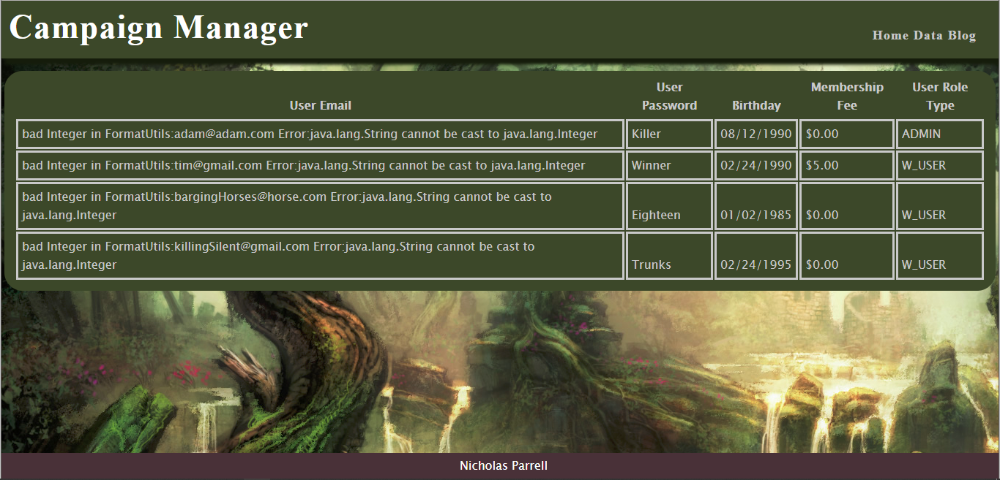 Campaign Manager
Home Data Blog
User Email
User
Password
Birthday
Membership
Fee
User Role
Type
bad Integer in FormatUtils:adam@adam.com Error:java.lang.String cannot be cast to java.lang.Integer
Killer
08/12/1990
$0.00
ADMIN
bad Integer in FormatUtils:tim@gmail.com Error:java.lang.String cannot be cast to java.lang.Integer
Winner
02/24/1990
$5.00
W_USER
bad Integer in FormatUtils:bargingHorses@horse.com Error:java.lang.String cannot be cast to
java.lang.Integer
Eighteen
01/02/1985
$0.00
W_USER
bad Integer in FormatUtils:killingSilent@gmail.com Error:java.lang.String cannot be cast to
java.lang.Integer
Trunks
02/24/1995
$0.00
W_USER
Nicholas Parrell